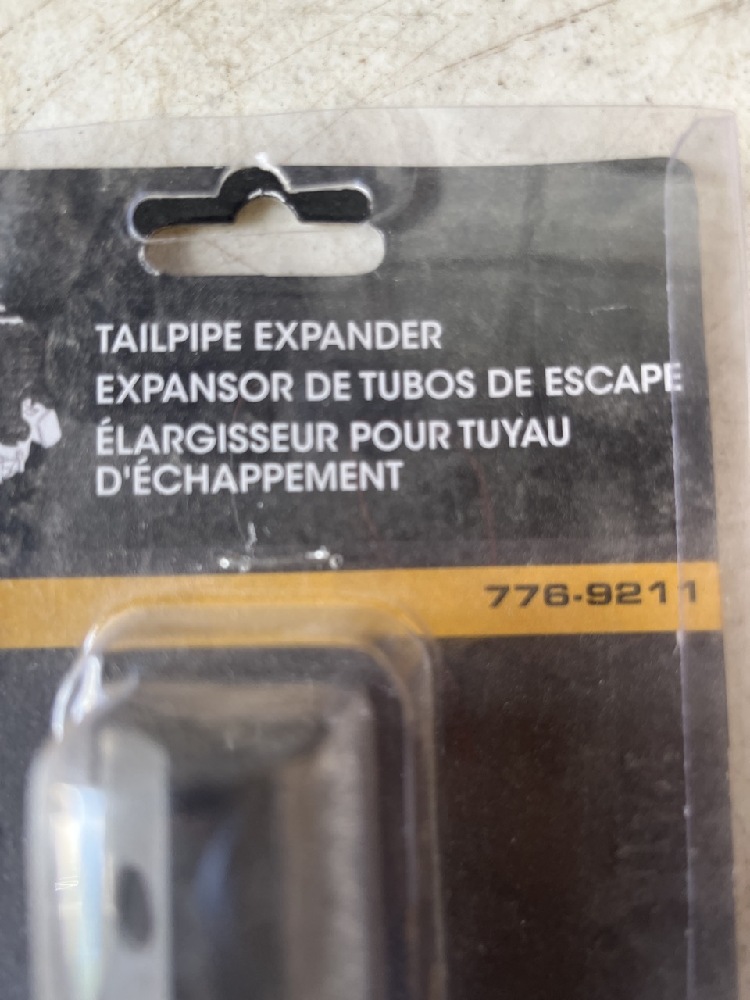 TAILPIPE EXPANDER
EXPANSOR DE TUBOS DE ESCAPE
ÉLARGISSEUR POUR TUYAU
D'ÉCHAPPEMENT
776-9211